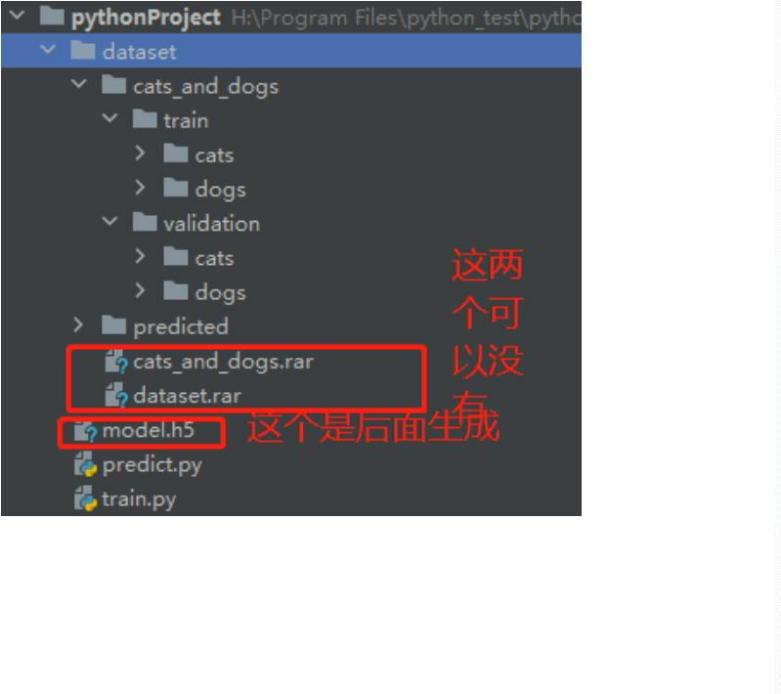 pythonProject H:\Program Files\python_test\pytho
dataset
cats_and_dogs
train
cats
dogs
validation
cats
dogs
predicted
cats_and_dogs.rar
dataset.rar
这两
个可
以没
有
model.h5
这个是后面生成
predict.py
train.py